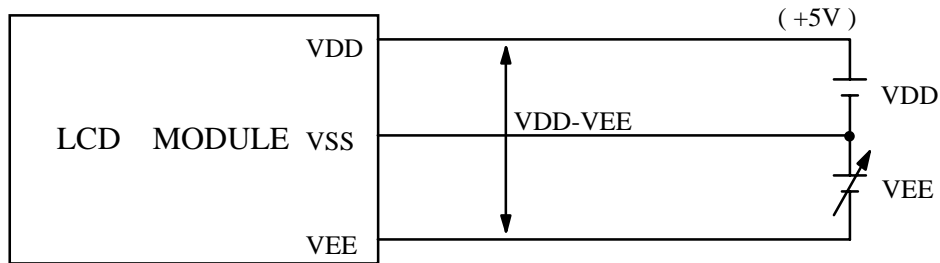 ( +5V )
VDD
VDD
LCD MODULE VSS
VDD-VEE
VEE
VEE